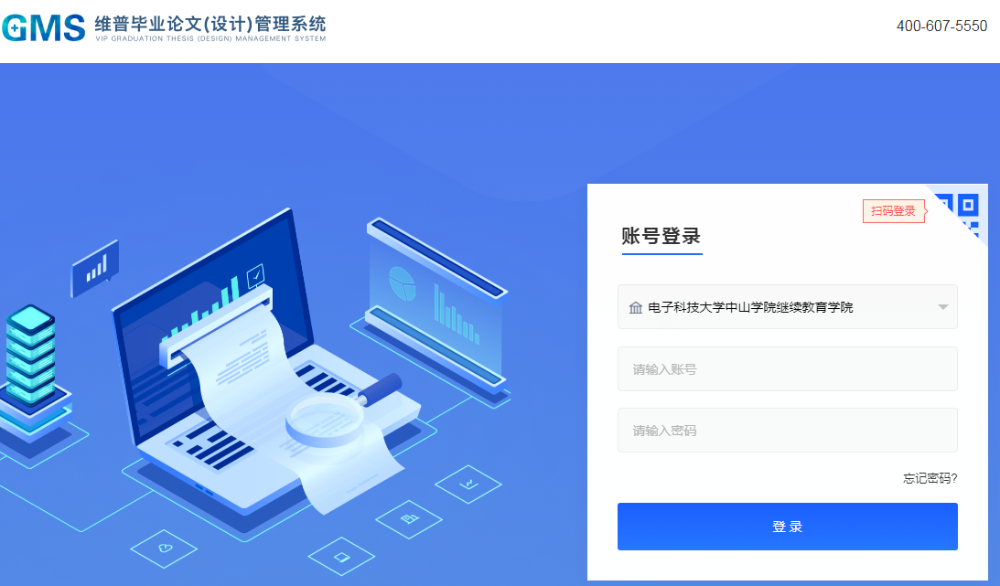 GMS 维普毕业论文(设计)管理系统
VIP GRADUATION THESIS (DESIGN) MANAGEMENT SYSTEM
400-607-5550
扫码登录
账号登录
电子科技大学中山学院继续教育学院
请输入账号
请输入密码
忘记密码?
登录